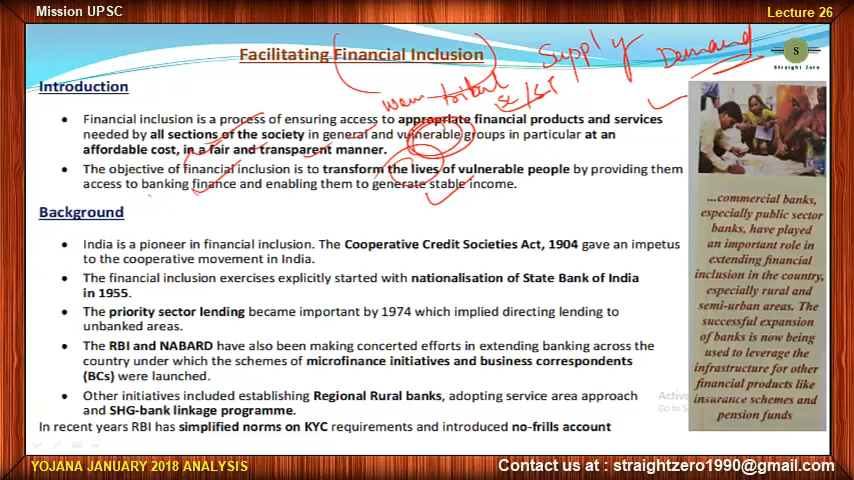 Mission UPSC
Lecture 26
Facilitating Financial Inclusion
Supply
Demand
SC/ST
Straight Zero
Introduction
• Financial inclusion is a process of ensuring access to appropriate financial products and services
needed by all sections of the society in general and vulnerable groups in particular at an
affordable cost, in a fair and transparent manner.
• The objective of financial inclusion is to transform the lives of vulnerable people by providing them
access to banking finance and enabling them to generate stable income.
Background
• India is a pioneer in financial inclusion. The Cooperative Credit Societies Act, 1904 gave an impetus
to the cooperative movement in India.
• The financial inclusion exercises explicitly started with nationalisation of State Bank of India
in 1955.
• The priority sector lending became important by 1974 which implied directing lending to
unbanked areas.
• The RBI and NABARD have also been making concerted efforts in extending banking across the
country under which the schemes of microfinance initiatives and business correspondents
(BCs) were launched.
• Other initiatives included establishing Regional Rural banks, adopting service area approach
and SHG-bank linkage programme.
In recent years RBI has simplified norms on KYC requirements and introduced no-frills account
...commercial banks,
especially public sector
banks, have played
an important role in
extending financial
inclusion in the country,
especially rural and
semi-urban areas. The
successful expansion
of banks is now being
used to leverage the
infrastructure for other
financial products like
insurance schemes and
pension funds
Activa
Go to S
YOJANA JANUARY 2018 ANALYSIS
Contact us at : straightzero1990@gmail.com